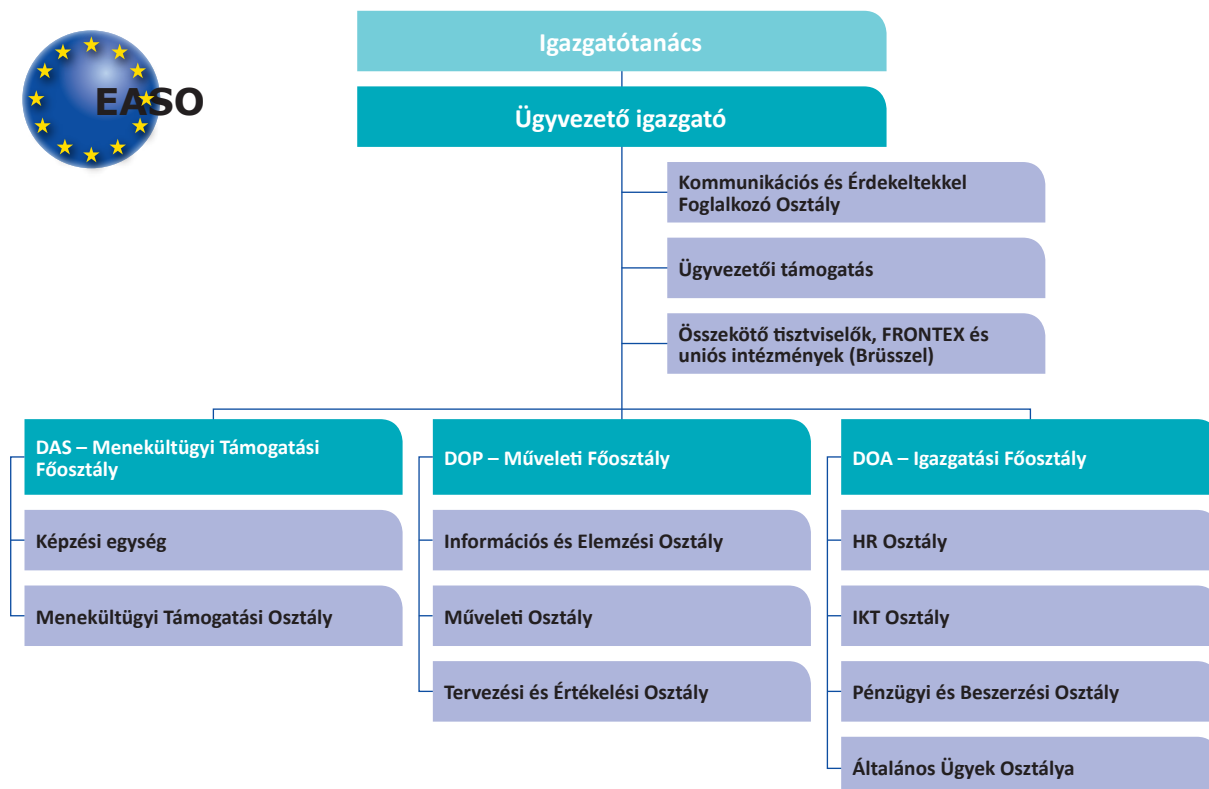 EASO
Igazgatótanács
Ügyvezető igazgató
Kommunikációs és Érdekeltekkel
Foglalkozó Osztály
Ügyvezetői támogatás
Összekötő tisztviselők, FRONTEX és
uniós intézmények (Brüsszel)
DAS – Menekültügyi Támogatási
Főosztály
Képzési egység
Menekültügyi Támogatási Osztály
DOP – Műveleti Főosztály
Információs és Elemzési Osztály
Műveleti Osztály
Tervezési és Értékelési Osztály
DOA – Igazgatási Főosztály
HR Osztály
IKT Osztály
Pénzügyi és Beszerzési Osztály
Általános Ügyek Osztálya